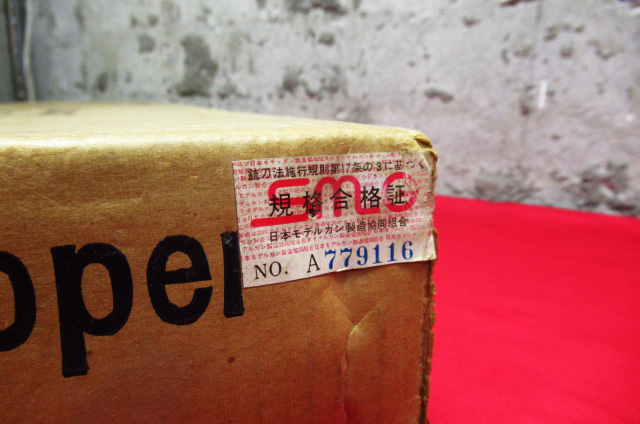 銃刀法施行規則第17条の3に基づく
smG
規格合格証
日本モデルガン製造協同組合
NO. A779116
oper